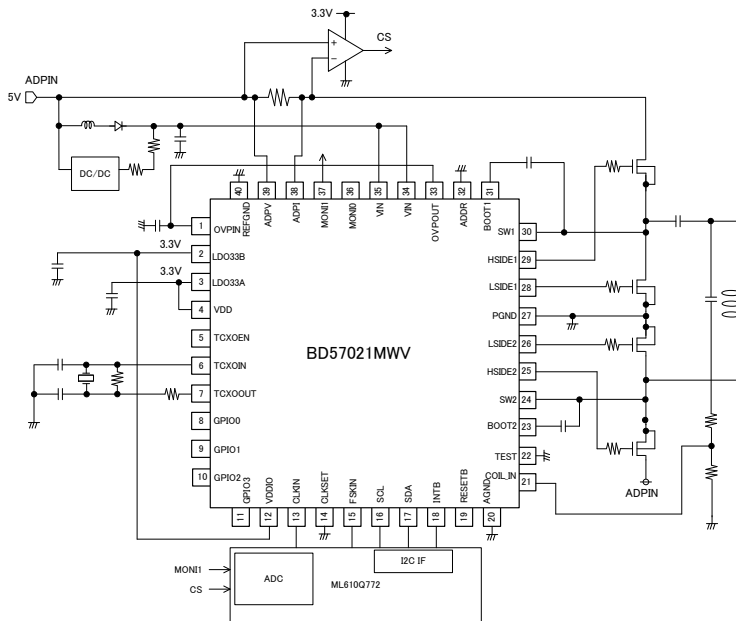 3.3V
CS
ADPIN
5V
DC/DC
40 39 38 37 36 35 34 33 32 31
REFGND
ADPV
ADPI
MONI1
MONI0
VIN
VIN
OVPOUT
ADDR
BOOT1
1 OVPIN
3.3V
2 LDO33B
3.3V
3 LDO33A
4 VDD
5 TCXOEN
6 TCXOIN
7 TCXOOUT
8 GPIO0
9 GPIO1
10 GPIO2
BD57021MWV
SW1 30
HSIDE1 29
LSIDE1 28
PGND 27
LSIDE2 26
HSIDE2 25
SW2 24
BOOT2 23
TEST 22
COIL_IN 21
ADPIN
GPIO3
VDDIO
CLKIN
CLKSET
FSKIN
SCL
SDA
INTB
RESETB
AGND
11 12 13 14 15 16 17 18 19 20
MONI1
CS
ADC
I2C IF
ML610Q772